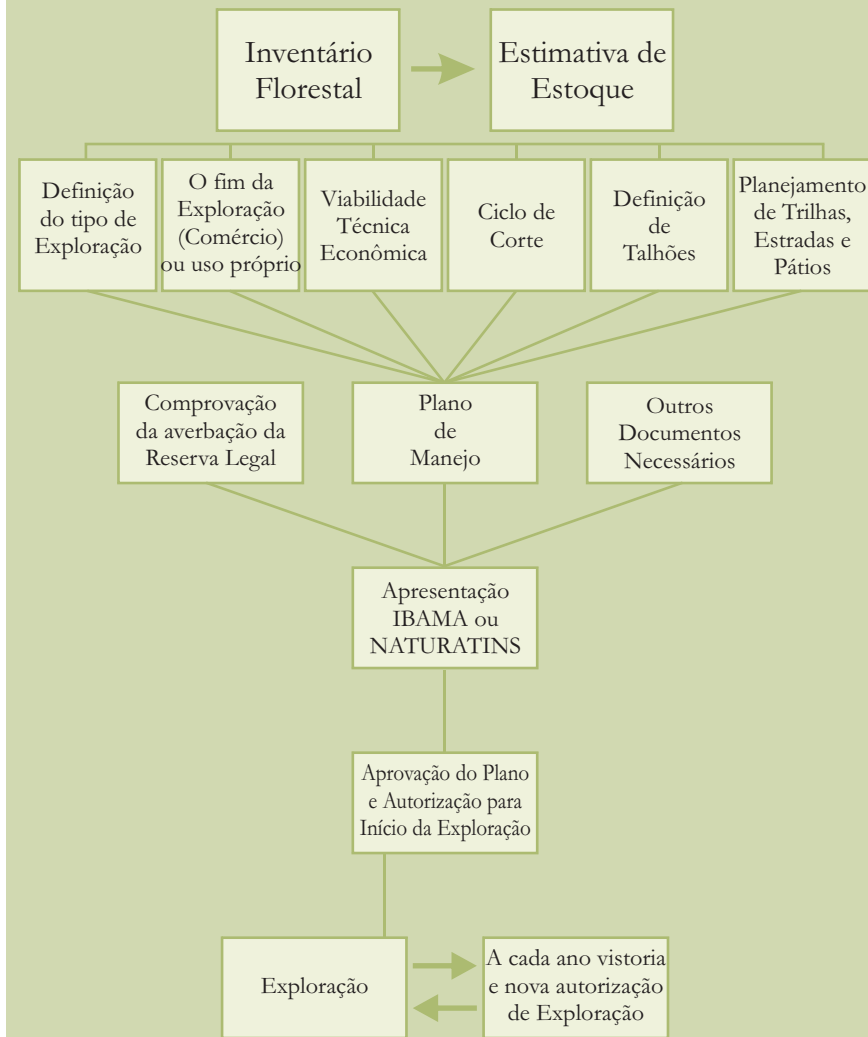 Inventário
Florestal
Estimativa de
Estoque
Definição
do tipo de
Exploração
O fim da
Exploração
(Comércio)
ou uso próprio
Viabilidade
Técnica
Econômica
Ciclo de
Corte
Definição
de
Talhões
Planejamento
de Trilhas,
Estradas e
Pátios
Comprovação
da averbação da
Reserva Legal
Plano
de
Manejo
Outros
Documentos
Necessários
Apresentação
IBAMA ou
NATURATINS
Aprovação do Plano
e Autorização para
Início da Exploração
Exploração
A cada ano vistoria
e nova autorização
de Exploração